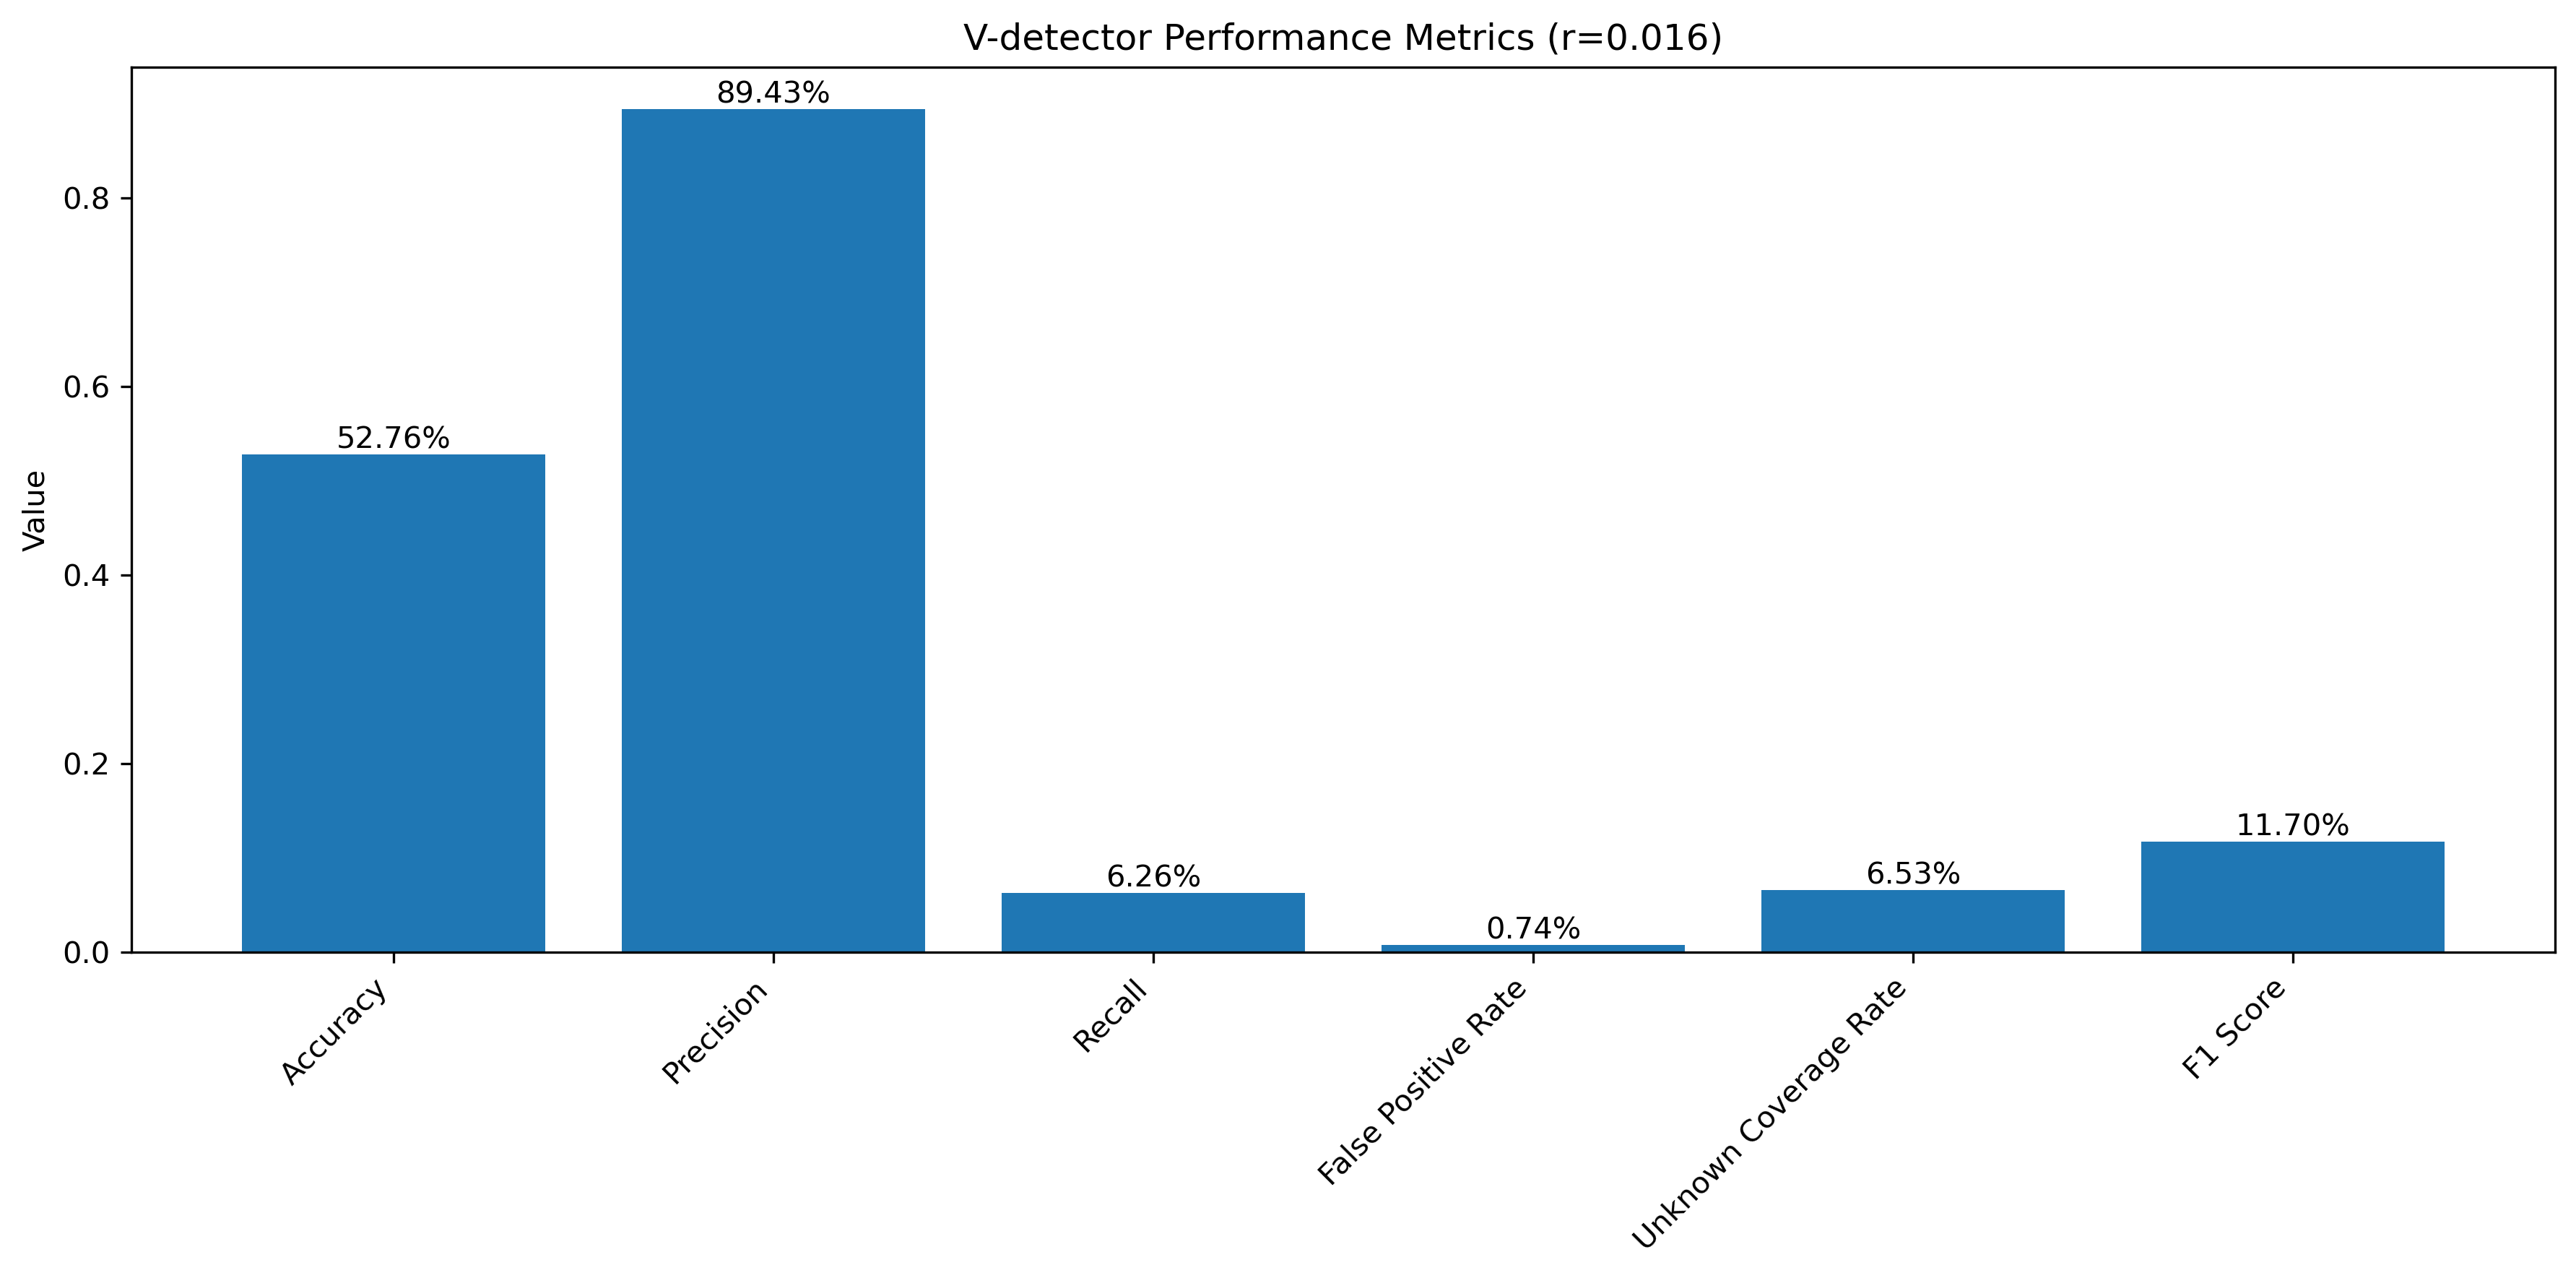 V-detector Performance Metrics (r=0.016)
Value
0.8
0.6
0.4
0.2
0.0
52.76%
89.43%
6.26%
0.74%
6.53%
11.70%
Accuracy
Precision
Recall
False Positive Rate
Unknown Coverage Rate
F1 Score